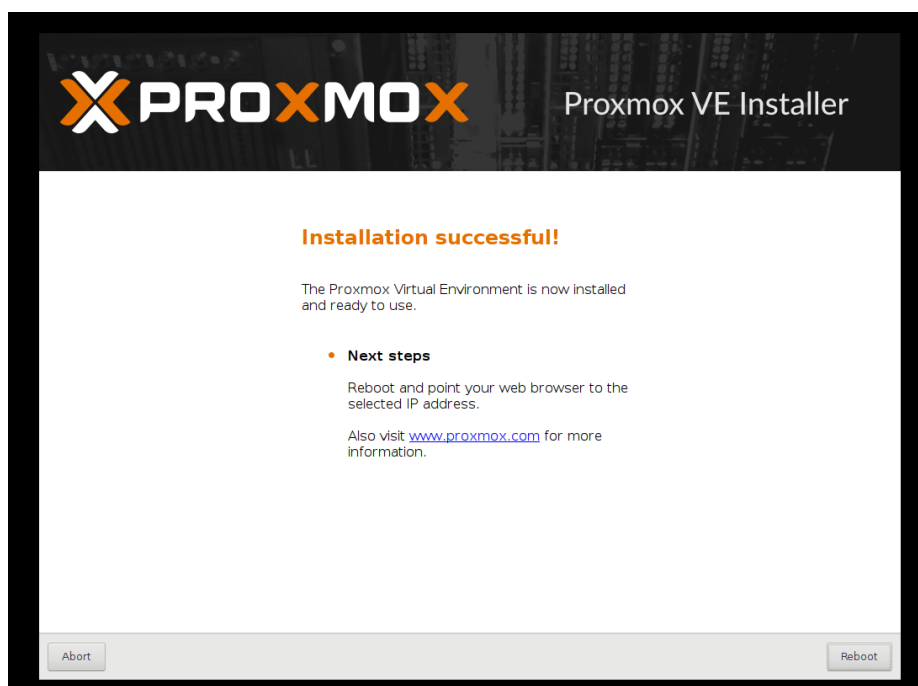 PROXMOX
Proxmox VE Installer
Installation successful!
The Proxmox Virtual Environment is now installed
and ready to use.
• Next steps
Reboot and point your web browser to the
selected IP address.
Also visit www.proxmox.com for more
information.
Abort
Reboot